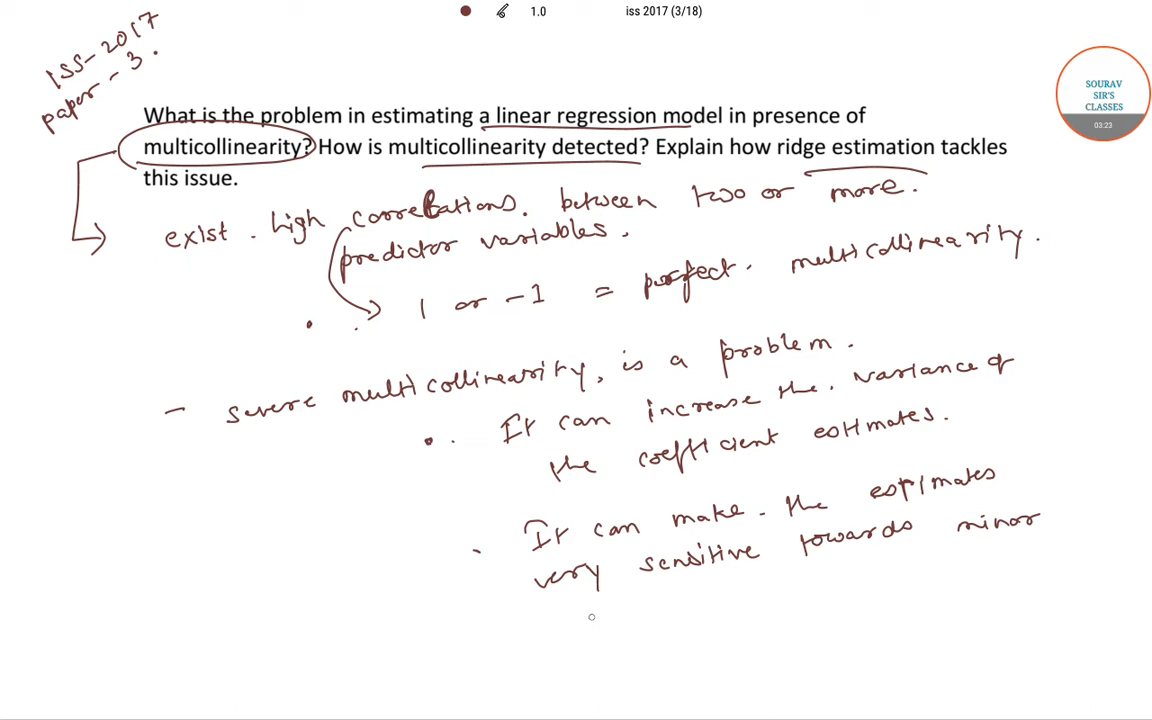 1.0
iss 2017 (3/18)
ISS-2017
paper - 3.
SOURAV
SIR'S
CLASSES
03:23
What is the problem in estimating a linear regression model in presence of
multicollinearity? How is multicollinearity detected? Explain how ridge estimation tackles
this issue.
exist. high correlations. between two or more.
predictor variables.
1 or -1 = perfect. multicollinearity.
- severe multicollinearity, is a problem.
. It can increase the. variance of
the coefficient estimates.
. It can make. the estimates
very sensitive towards minor